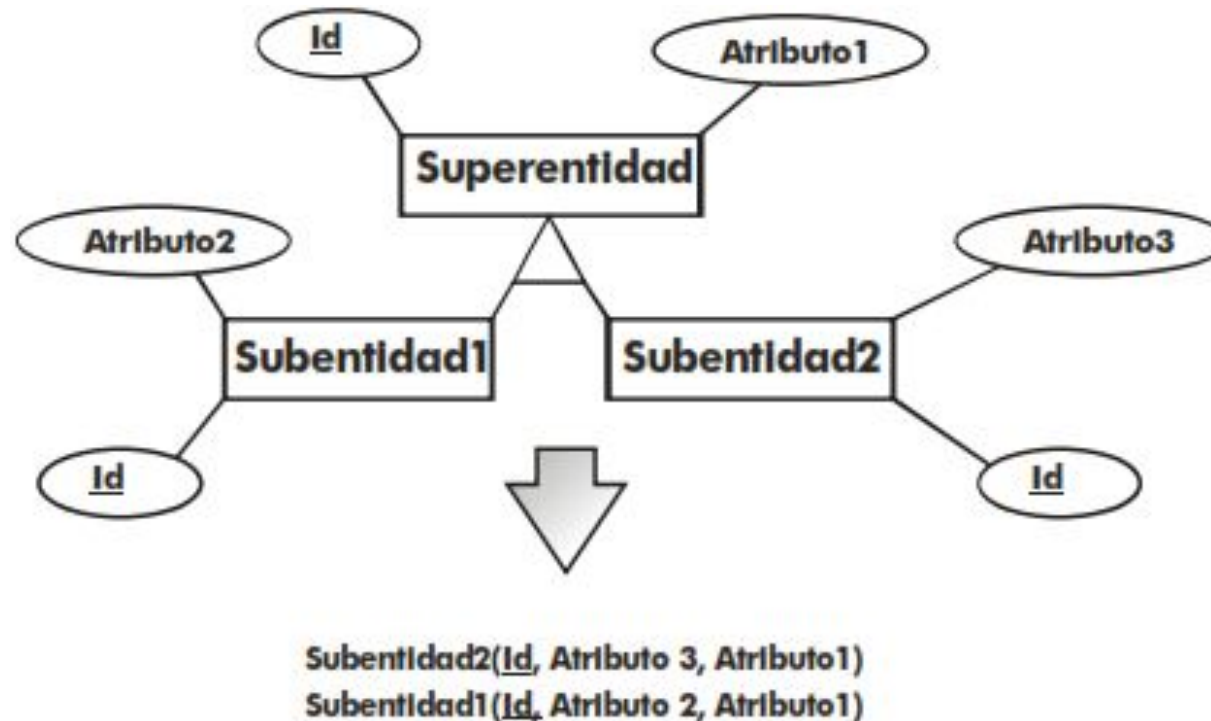 Id
Atributo1
Superentidad
Atributo2
Atributo3
Subentidad1
Subentidad2
Id
Id
Subentidad2(Id, Atributo 3, Atributo1)
Subentidad1(Id, Atributo 2, Atributo1)